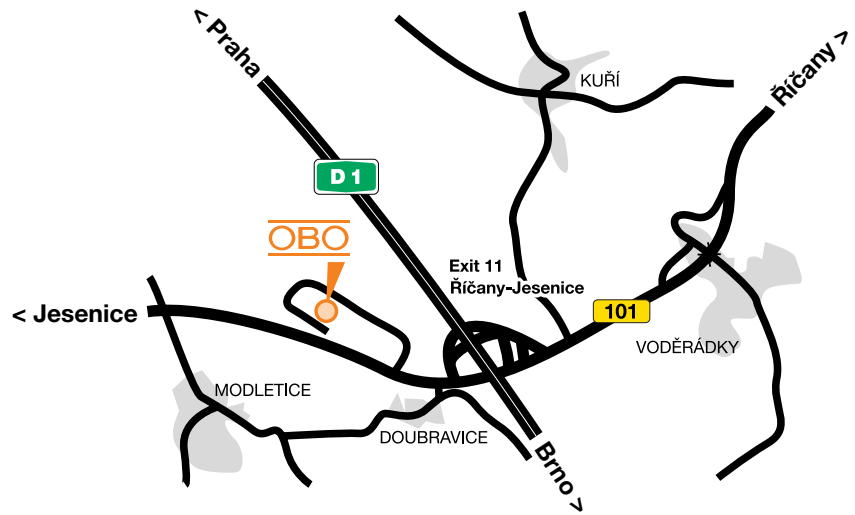 < Praha
KUŘÍ
Říčany >
D 1
OBO
Exit 11
Říčany-Jesenice
< Jesenice
101
VODĚRÁDKY
MODLETICE
DOUBRAVICE
Brno >